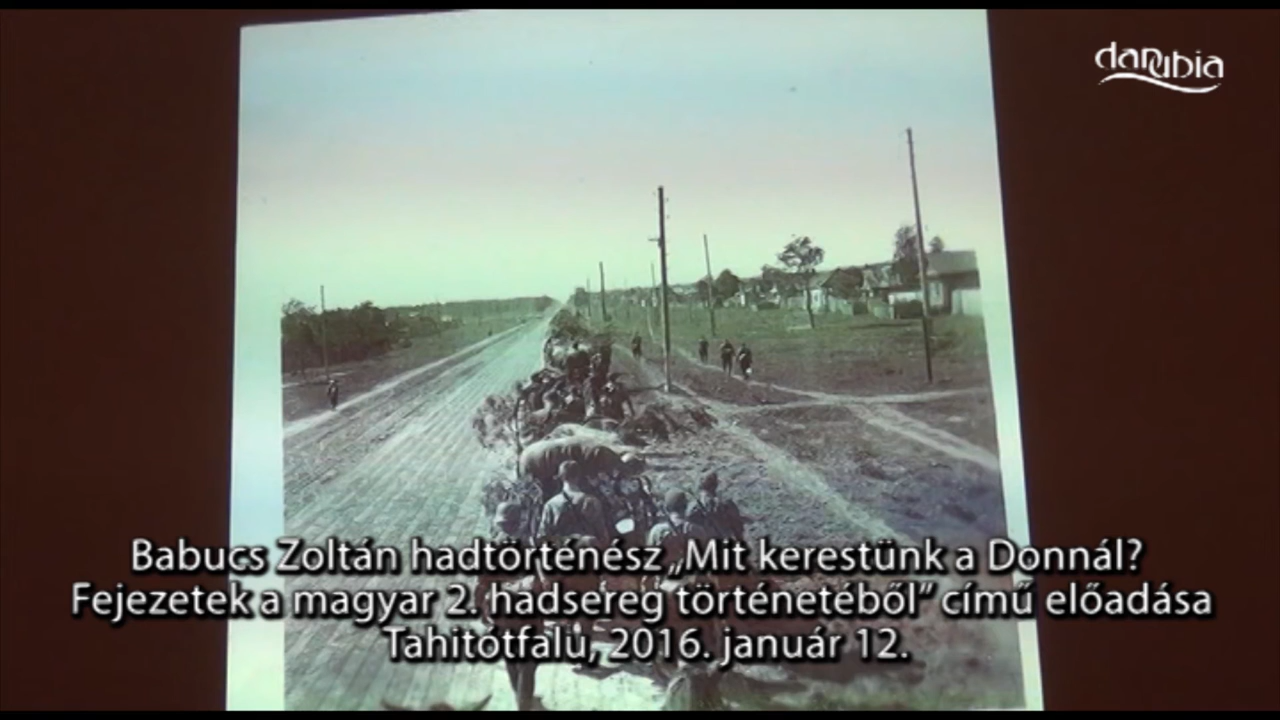 danubia
Babucs Zoltán hadtörténész „Mit kerestünk a Donnál?
Fejezetek a magyar 2. hadsereg történetéből” című előadása
Tahitótfalu, 2016. január 12.